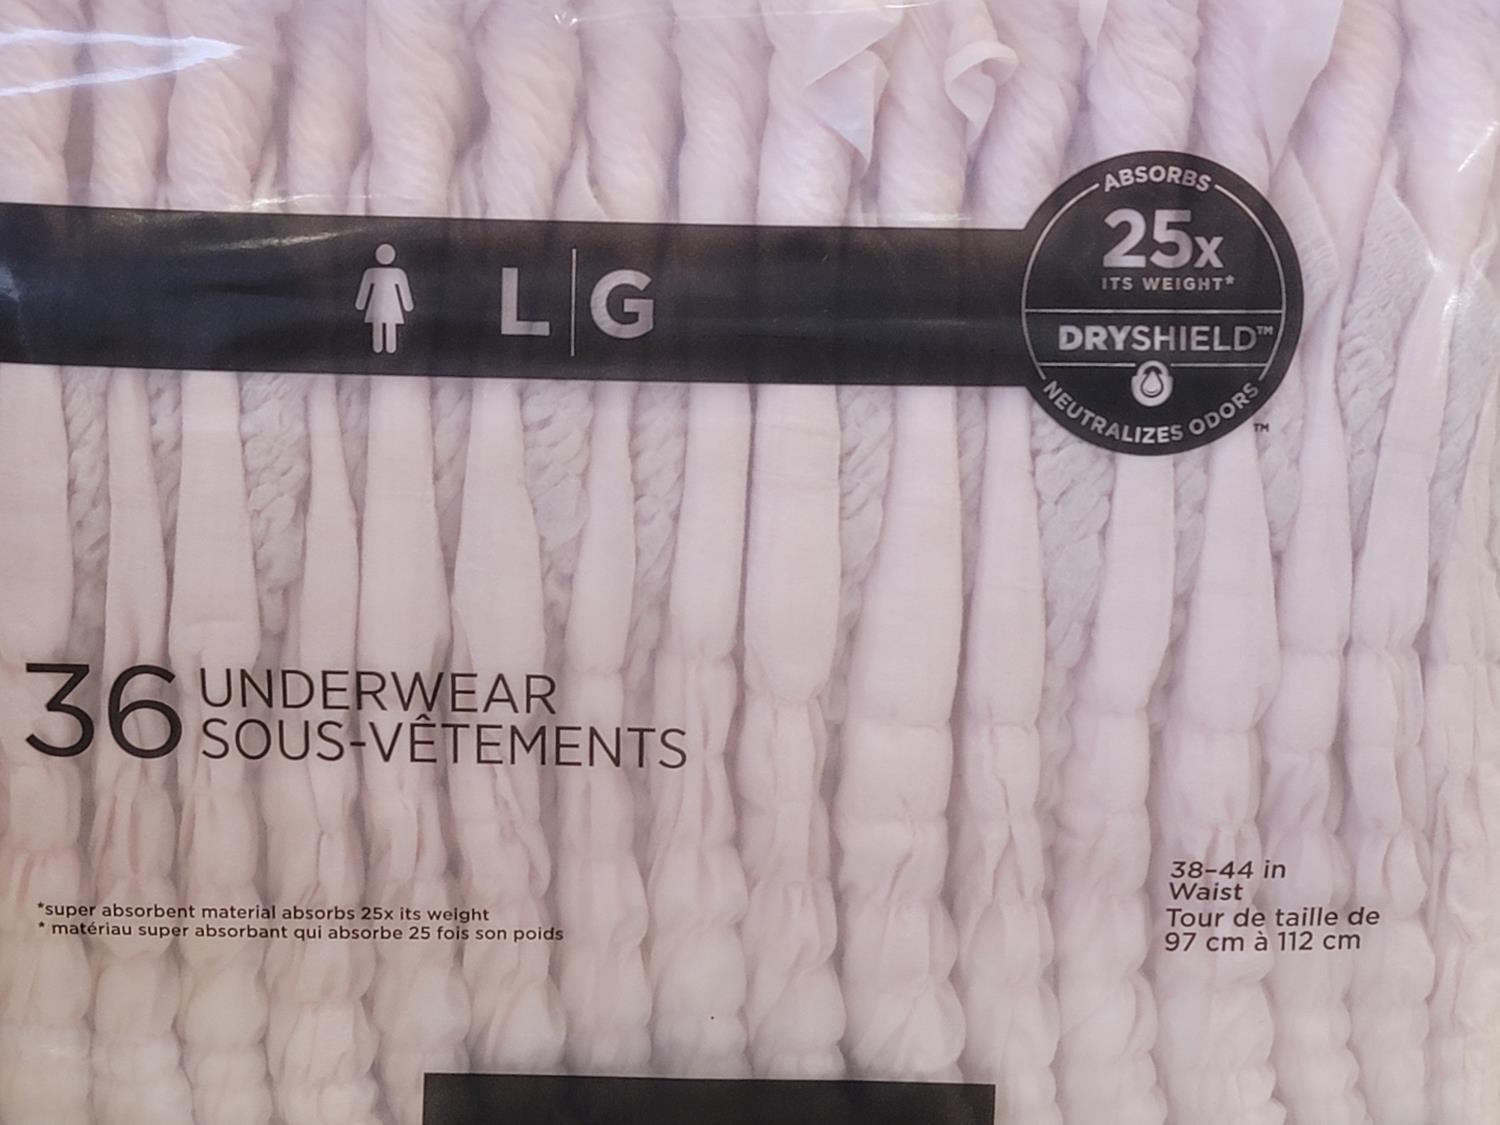 L|G
ABSORBS
25x
ITS WEIGHT*
DRYSHIELD™
NEUTRALIZES ODORS™
36 UNDERWEAR
SOUS-VÊTEMENTS
*super absorbent material absorbs 25x its weight
* matériau super absorbant qui absorbe 25 fois son poids
38–44 in
Waist
Tour de taille de
97 cm à 112 cm